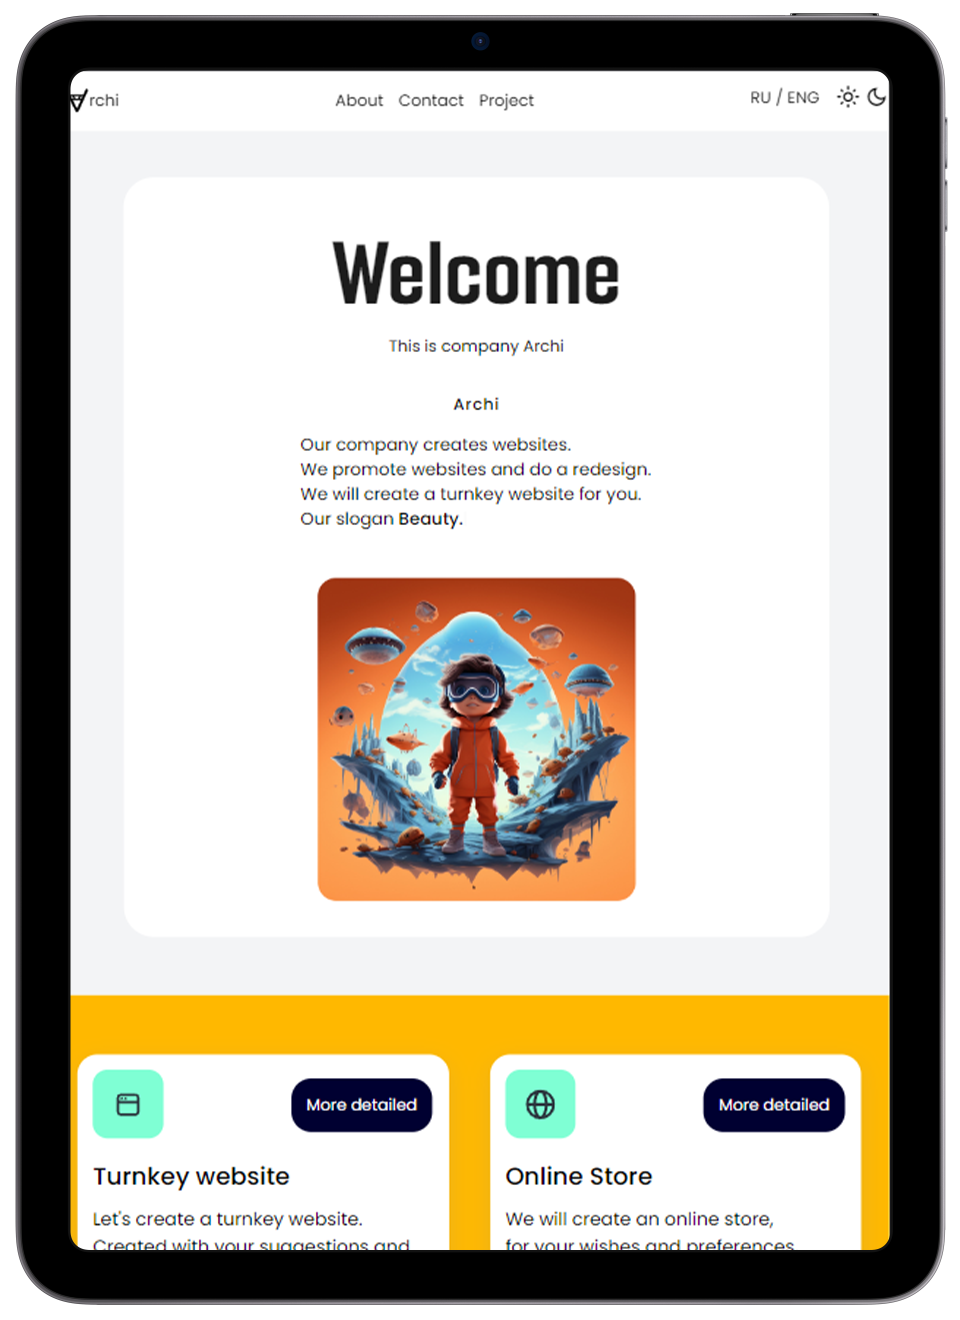 rchi
About Contact Project
RU / ENG
Welcome
This is company Archi
Archi
Our company creates websites.
We promote websites and do a redesign.
We will create a turnkey website for you.
Our slogan Beauty.
More detailed
Turnkey website
Let's create a turnkey website.
Created with your suggestions and
More detailed
Online Store
We will create an online store,
for your wishes and preferences